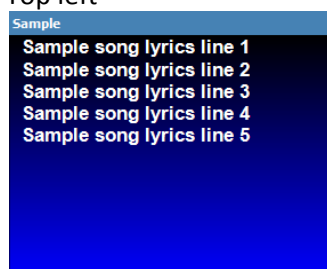 Top left
Sample
Sample song lyrics line 1
Sample song lyrics line 2
Sample song lyrics line 3
Sample song lyrics line 4
Sample song lyrics line 5